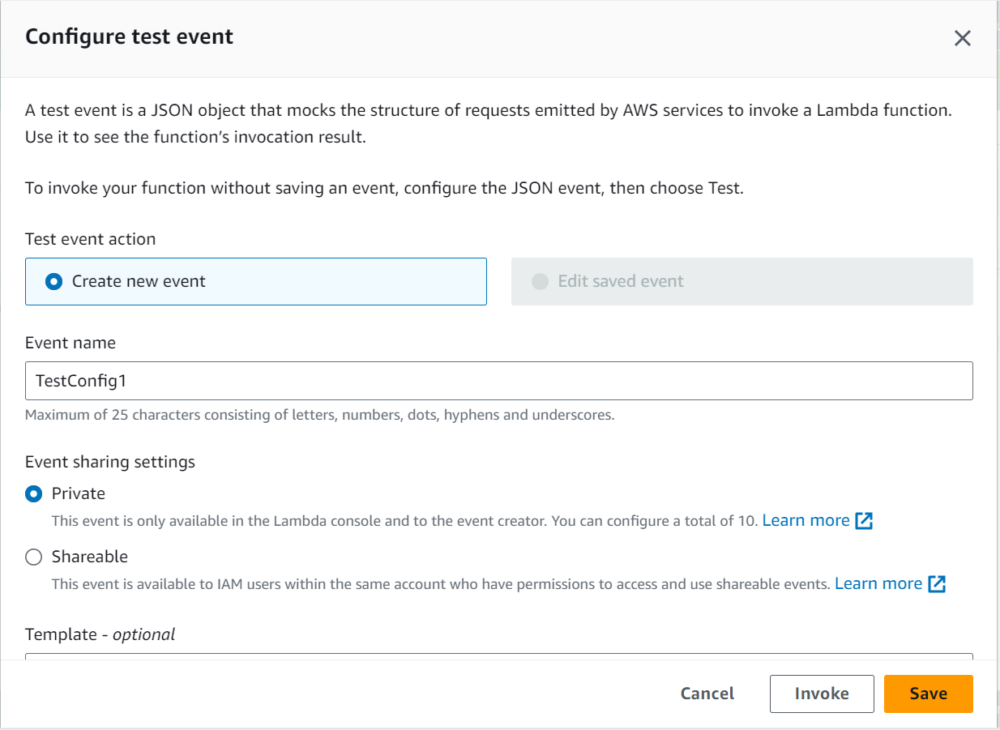 Configure test event
A test event is a JSON object that mocks the structure of requests emitted by AWS services to invoke a Lambda function.
Use it to see the function’s invocation result.
To invoke your function without saving an event, configure the JSON event, then choose Test.
Test event action
Create new event
Edit saved event
Event name
TestConfig1
Maximum of 25 characters consisting of letters, numbers, dots, hyphens and underscores.
Event sharing settings
Private
This event is only available in the Lambda console and to the event creator. You can configure a total of 10. Learn more
Shareable
This event is available to IAM users within the same account who have permissions to access and use shareable events. Learn more
Template - optional
Cancel
Invoke
Save